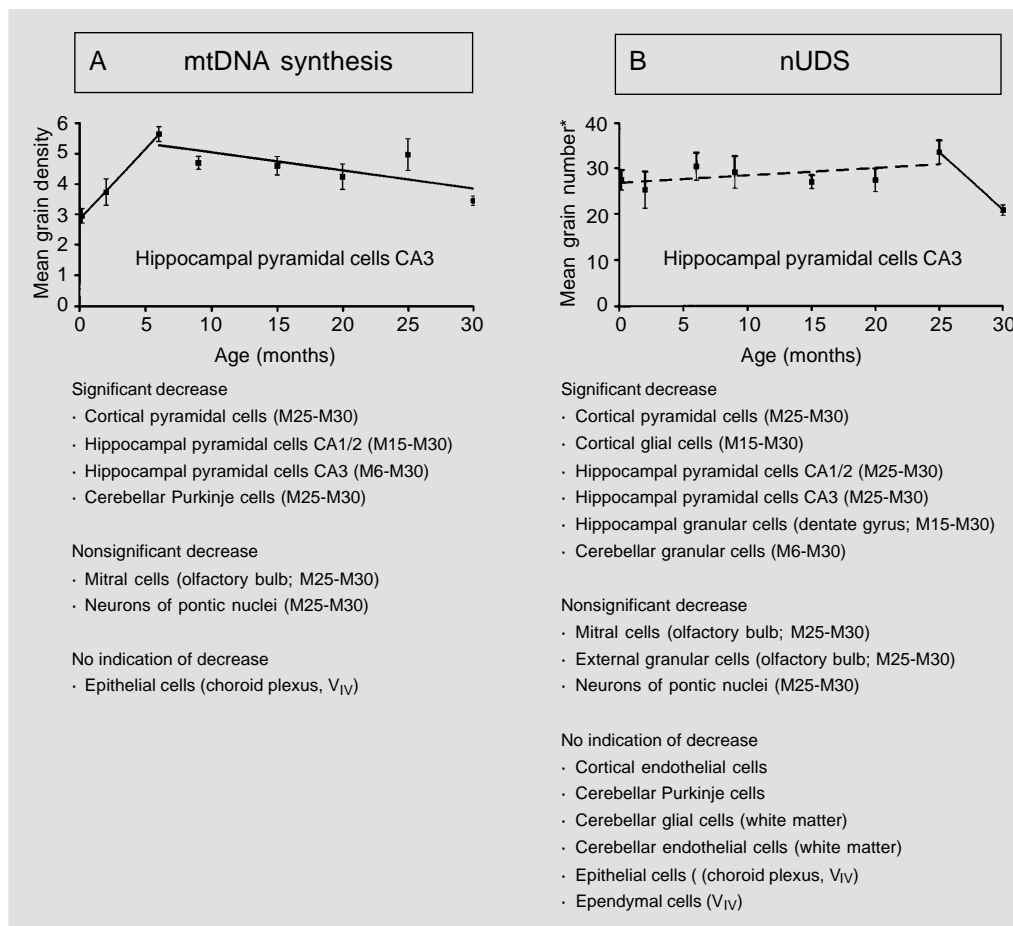 A mtDNA synthesis
Mean grain density
6
5
4
3
2
1
0
Hippocampal pyramidal cells CA3
0 5 10 15 20 25 30
Age (months)
Significant decrease
· Cortical pyramidal cells (M25-M30)
· Hippocampal pyramidal cells CA1/2 (M15-M30)
· Hippocampal pyramidal cells CA3 (M6-M30)
· Cerebellar Purkinje cells (M25-M30)
Nonsignificant decrease
· Mitral cells (olfactory bulb; M25-M30)
· Neurons of pontic nuclei (M25-M30)
No indication of decrease
· Epithelial cells (choroid plexus, VIV)
B nUDS
Mean grain number*
40
30
20
10
0
Hippocampal pyramidal cells CA3
0 5 10 15 20 25 30
Age (months)
Significant decrease
· Cortical pyramidal cells (M25-M30)
· Cortical glial cells (M15-M30)
· Hippocampal pyramidal cells CA1/2 (M25-M30)
· Hippocampal pyramidal cells CA3 (M25-M30)
· Hippocampal granular cells (dentate gyrus; M15-M30)
· Cerebellar granular cells (M6-M30)
Nonsignificant decrease
· Mitral cells (olfactory bulb; M25-M30)
· External granular cells (olfactory bulb; M25-M30)
· Neurons of pontic nuclei (M25-M30)
No indication of decrease
· Cortical endothelial cells
· Cerebellar Purkinje cells
· Cerebellar glial cells (white matter)
· Cerebellar endothelial cells (white matter)
· Epithelial cells ( (choroid plexus, VIV)
· Ependymal cells (VIV)